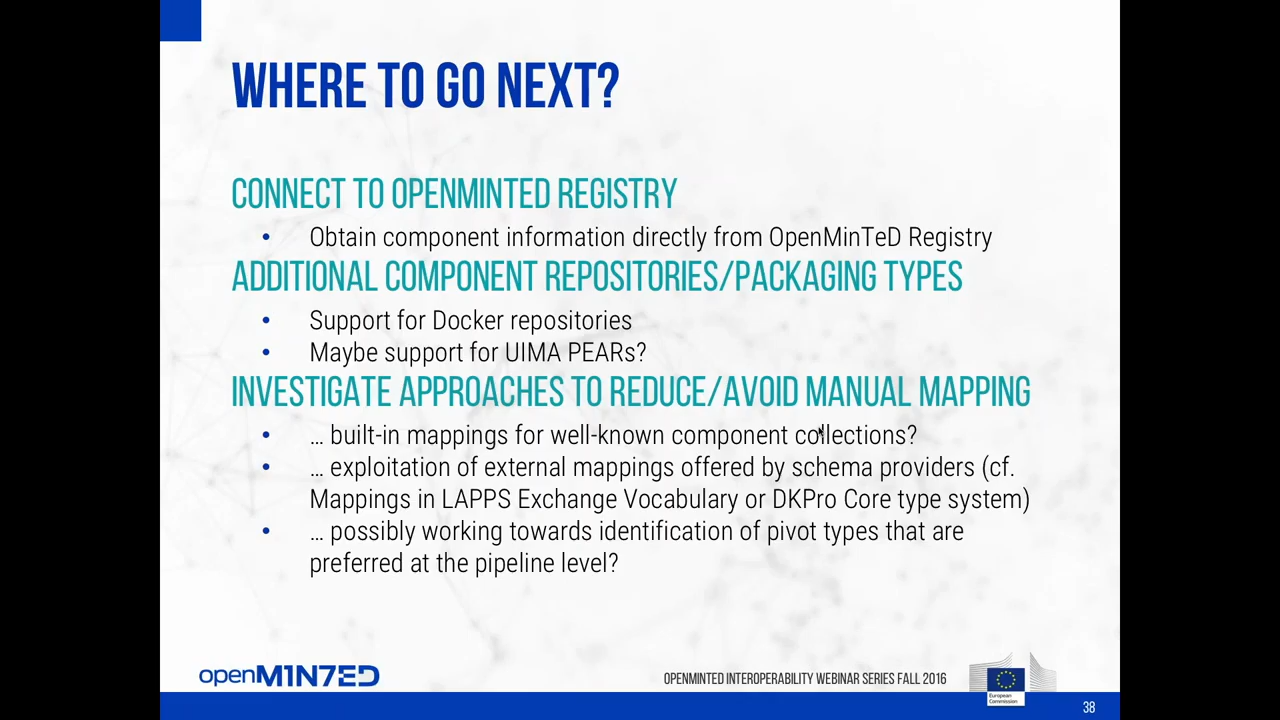 WHERE TO GO NEXT?
CONNECT TO OPENMINTED REGISTRY
• Obtain component information directly from OpenMinTeD Registry
ADDITIONAL COMPONENT REPOSITORIES/PACKAGING TYPES
• Support for Docker repositories
• Maybe support for UIMA PEARs?
INVESTIGATE APPROACHES TO REDUCE/AVOID MANUAL MAPPING
• … built-in mappings for well-known component collections?
• … exploitation of external mappings offered by schema providers (cf.
Mappings in LAPPS Exchange Vocabulary or DKPro Core type system)
• … possibly working towards identification of pivot types that are
preferred at the pipeline level?
openM1N7ED
OPENMINTED INTEROPERABILITY WEBINAR SERIES FALL 2016
European
Commission
38